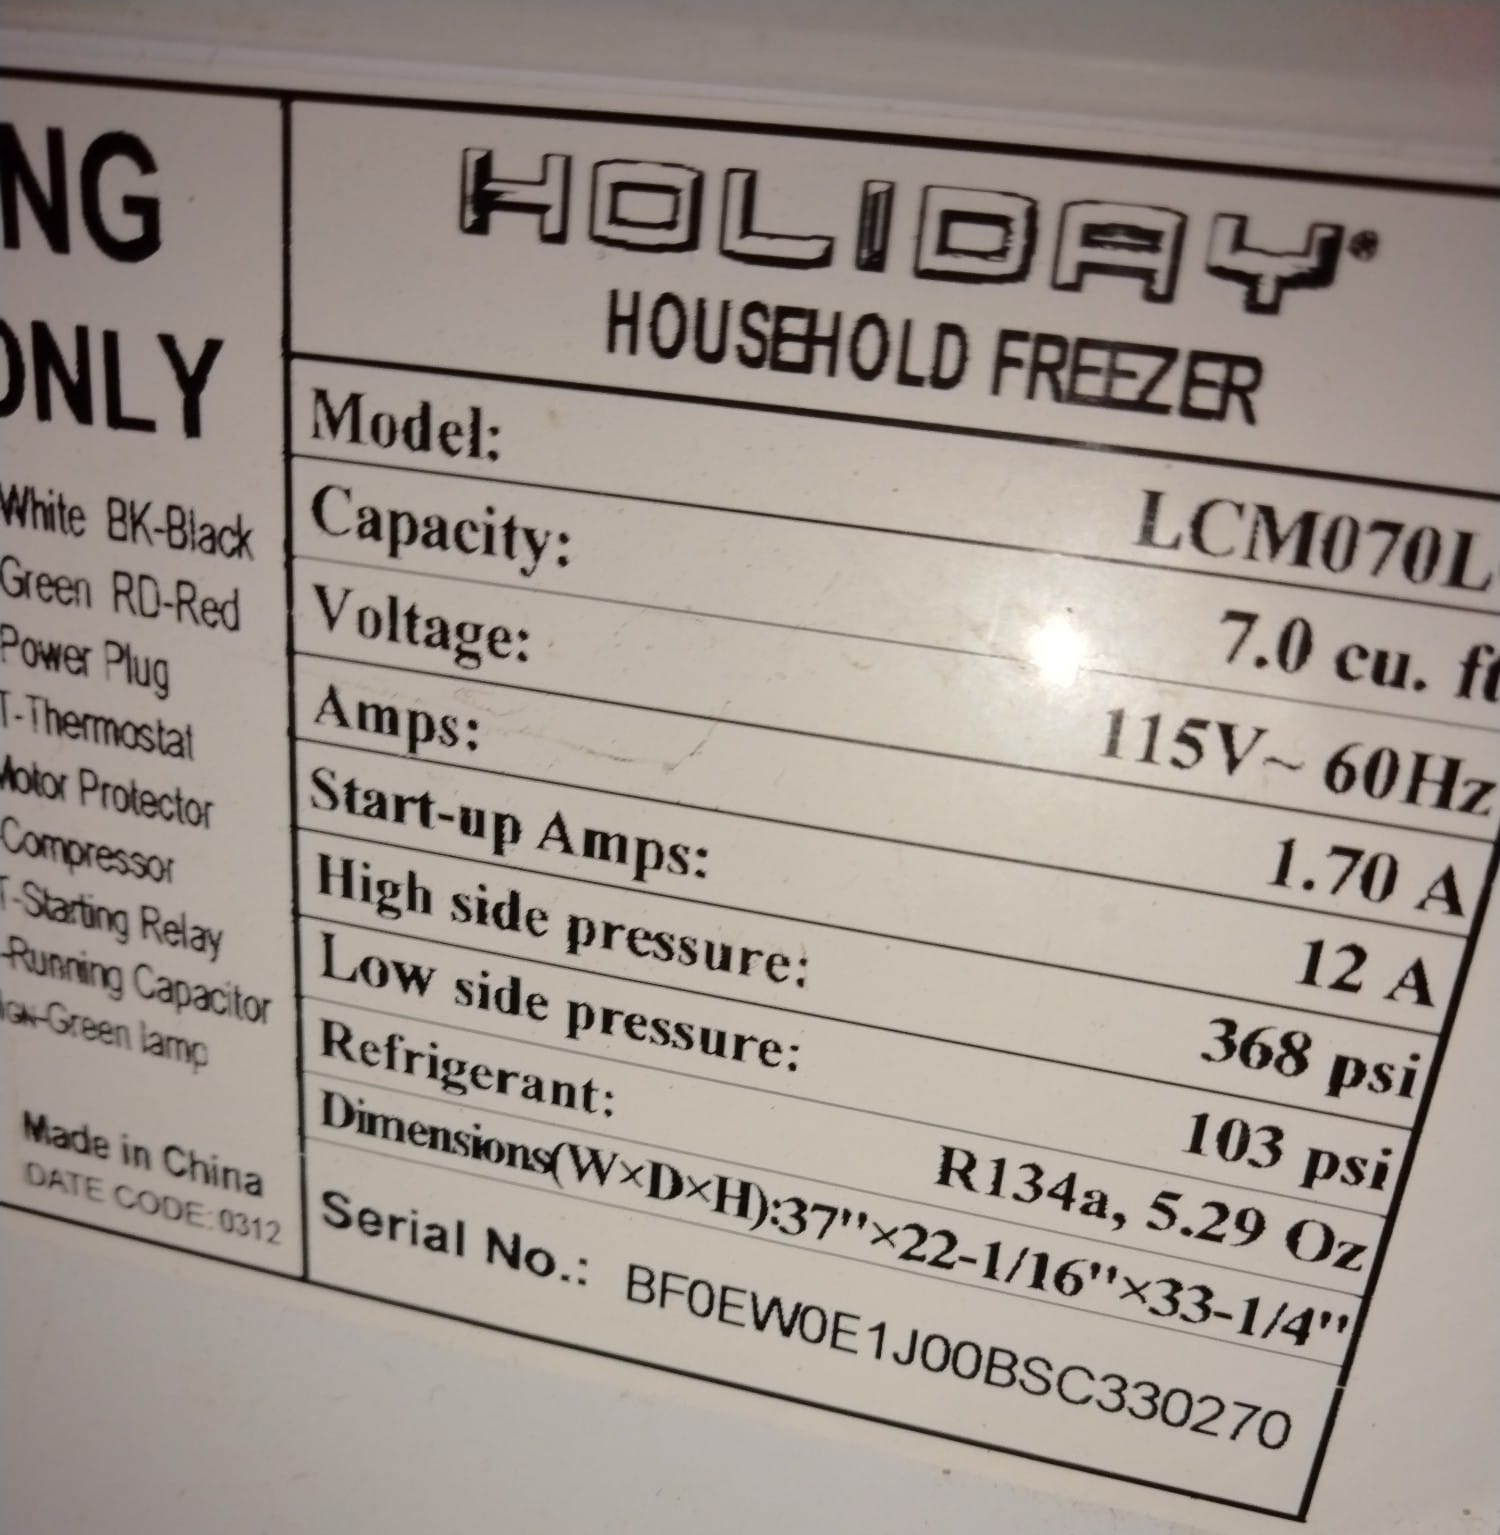 NG
ONLY
White BK-Black
Green RD-Red
Power Plug
T-Thermostat
Motor Protector
Compressor
T-Starting Relay
-Running Capacitor
GN-Green lamp
Made in China
DATE CODE: 0312
HOLIDAY®
HOUSEHOLD FREEZER
Model: LCM070L
Capacity: 7.0 cu. ft
Voltage: 115V~ 60Hz
Amps: 1.70 A
Start-up Amps: 12 A
High side pressure: 368 psi
Low side pressure: 103 psi
Refrigerant: R134a, 5.29 Oz
Dimensions(W×D×H):37"×22-1/16"×33-1/4"
Serial No.: BF0EW0E1J00BSC330270